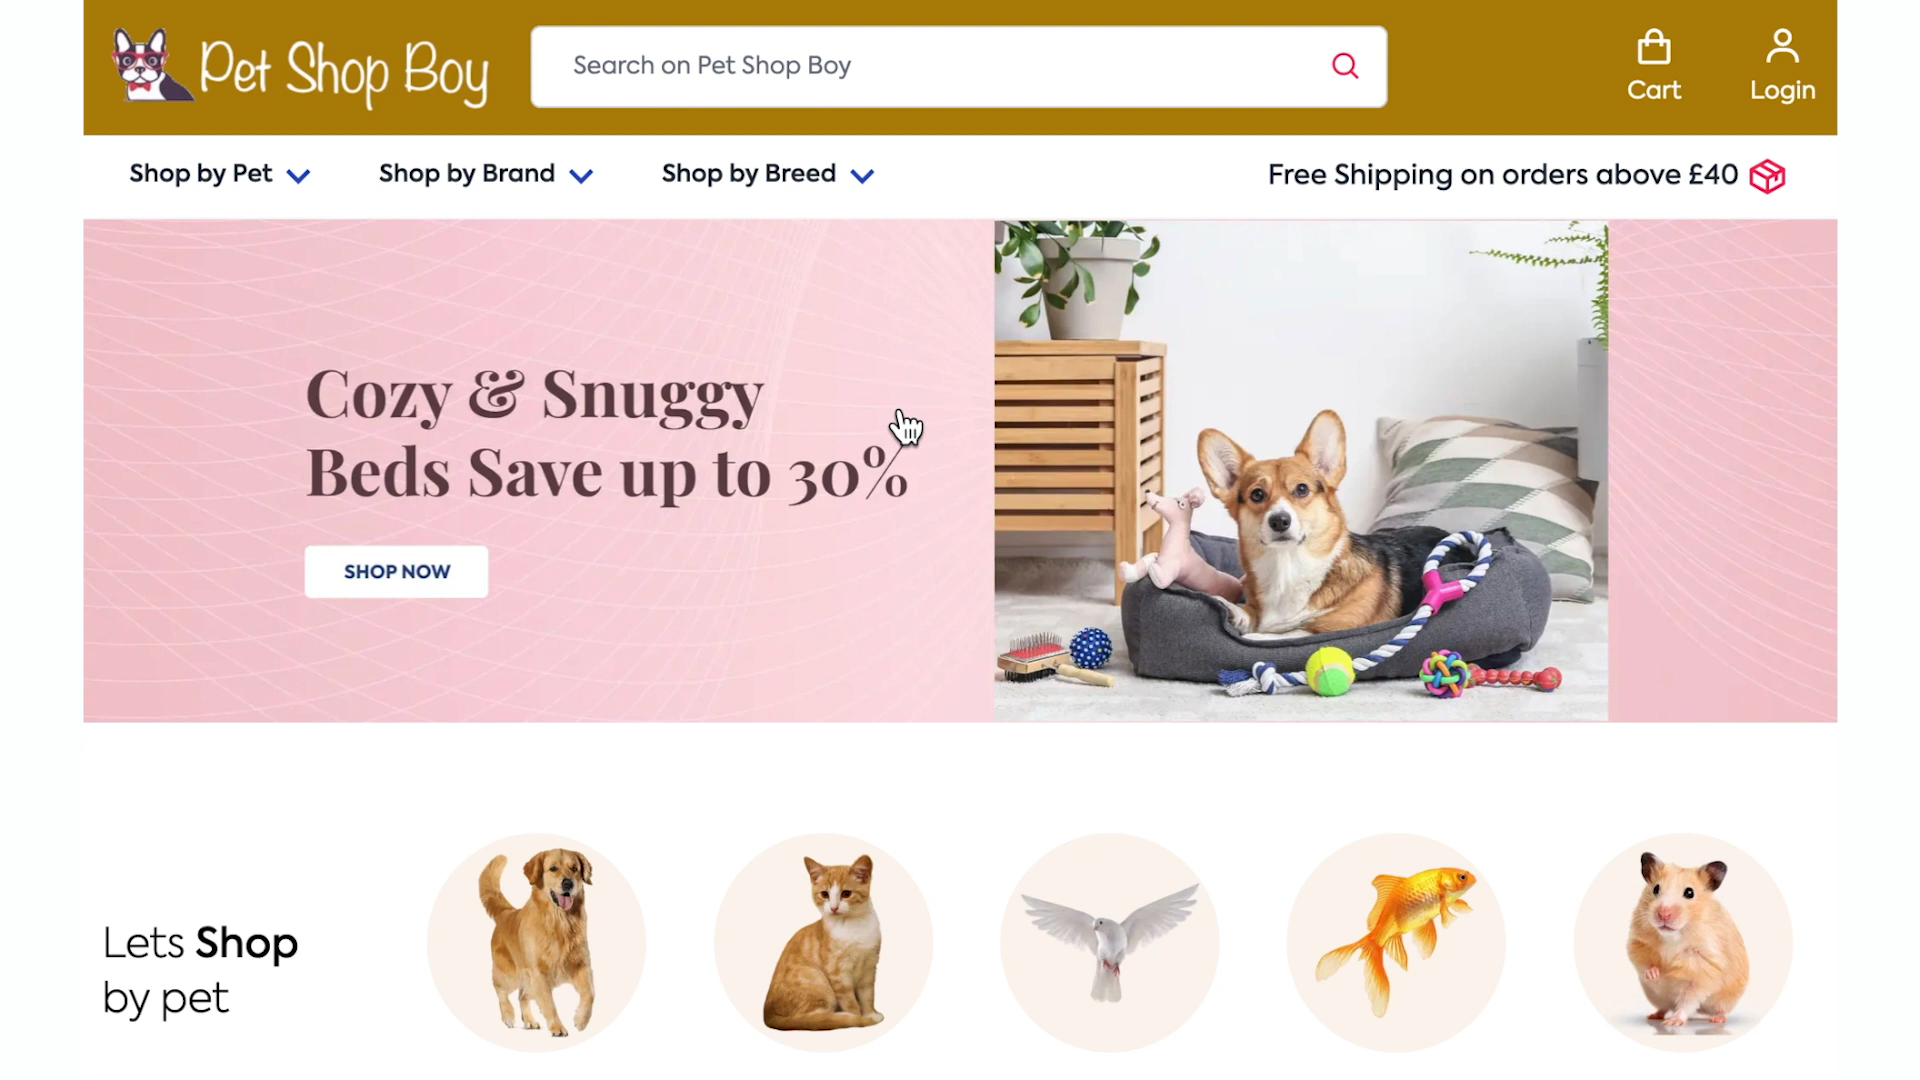 Pet Shop Boy
Search on Pet Shop Boy
Cart
Login
Shop by Pet
Shop by Brand
Shop by Breed
Free Shipping on orders above £40
Cozy & Snuggy
Beds Save up to 30%
SHOP NOW
Lets Shop
by pet